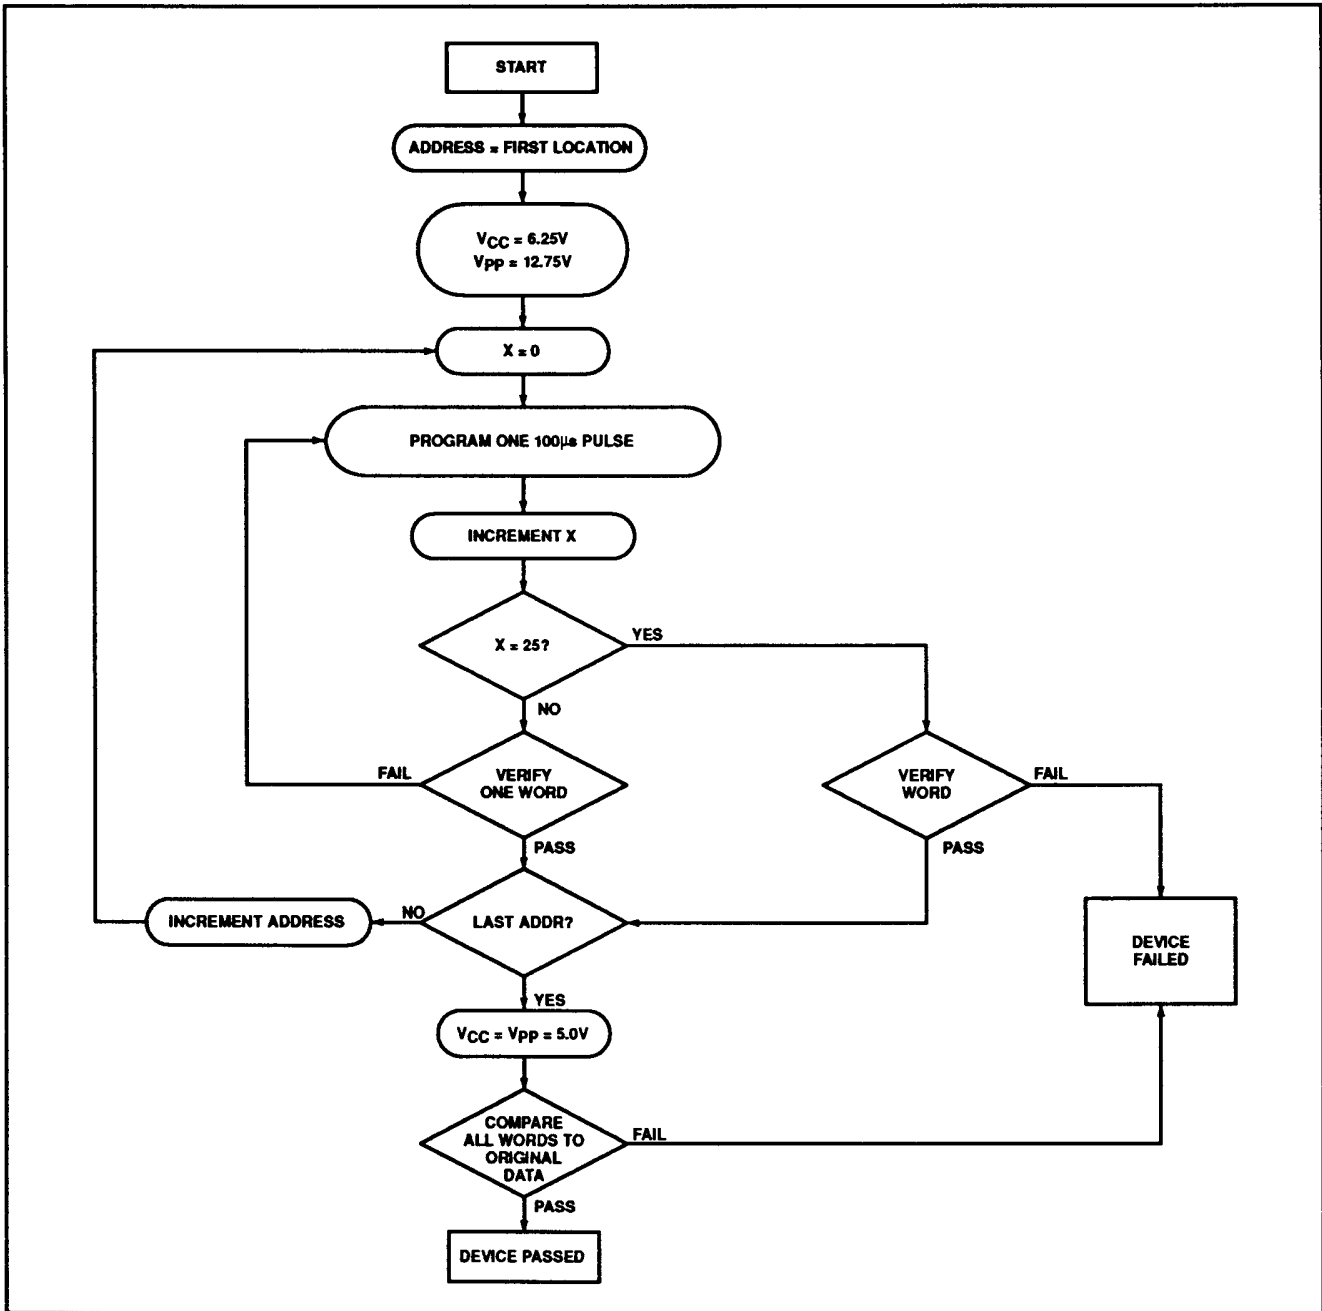 START
ADDRESS = FIRST LOCATION
VCC = 6.25V
VPP = 12.75V
X = 0
PROGRAM ONE 100μs PULSE
INCREMENT X
X = 25?
YES
NO
VERIFY
ONE WORD
FAIL
PASS
VERIFY
WORD
FAIL
PASS
LAST ADDR?
NO
INCREMENT ADDRESS
YES
DEVICE
FAILED
VCC = VPP = 5.0V
COMPARE
ALL WORDS TO
ORIGINAL
DATA
FAIL
PASS
DEVICE PASSED